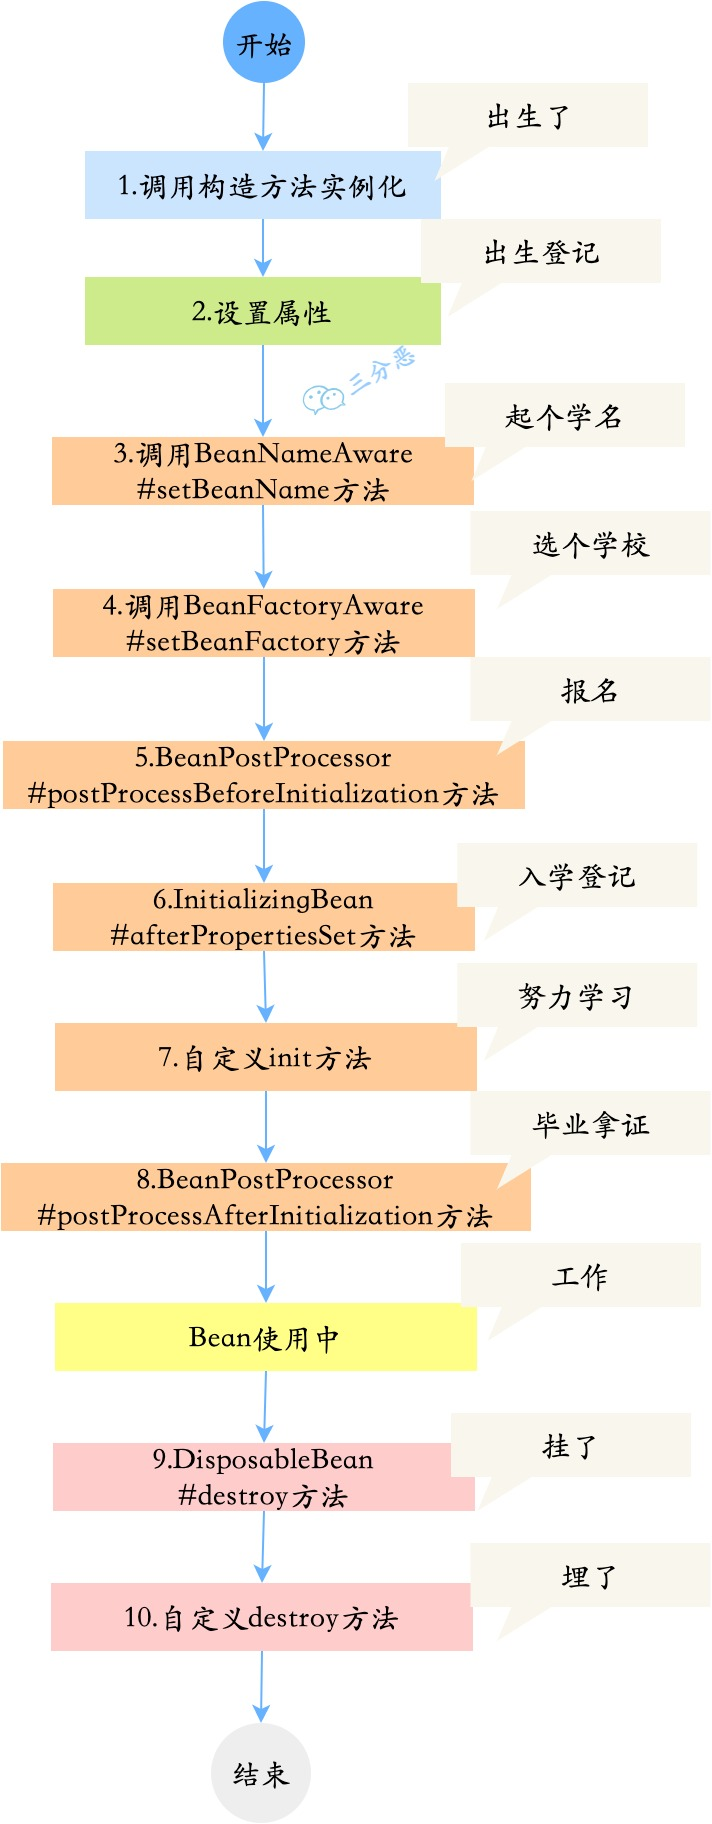 开始
出生了
1.调用构造方法实例化
出生登记
2.设置属性
三分恶
起个学名
3.调用BeanNameAware
#setBeanName方法
选个学校
4.调用BeanFactoryAware
#setBeanFactory方法
报名
5.BeanPostProcessor
#postProcessBeforeInitialization方法
入学登记
6.InitializingBean
#afterPropertiesSet方法
努力学习
7.自定义init方法
毕业拿证
8.BeanPostProcessor
#postProcessAfterInitialization方法
工作
Bean使用中
挂了
9.DisposableBean
#destroy方法
埋了
10.自定义destroy方法
结束